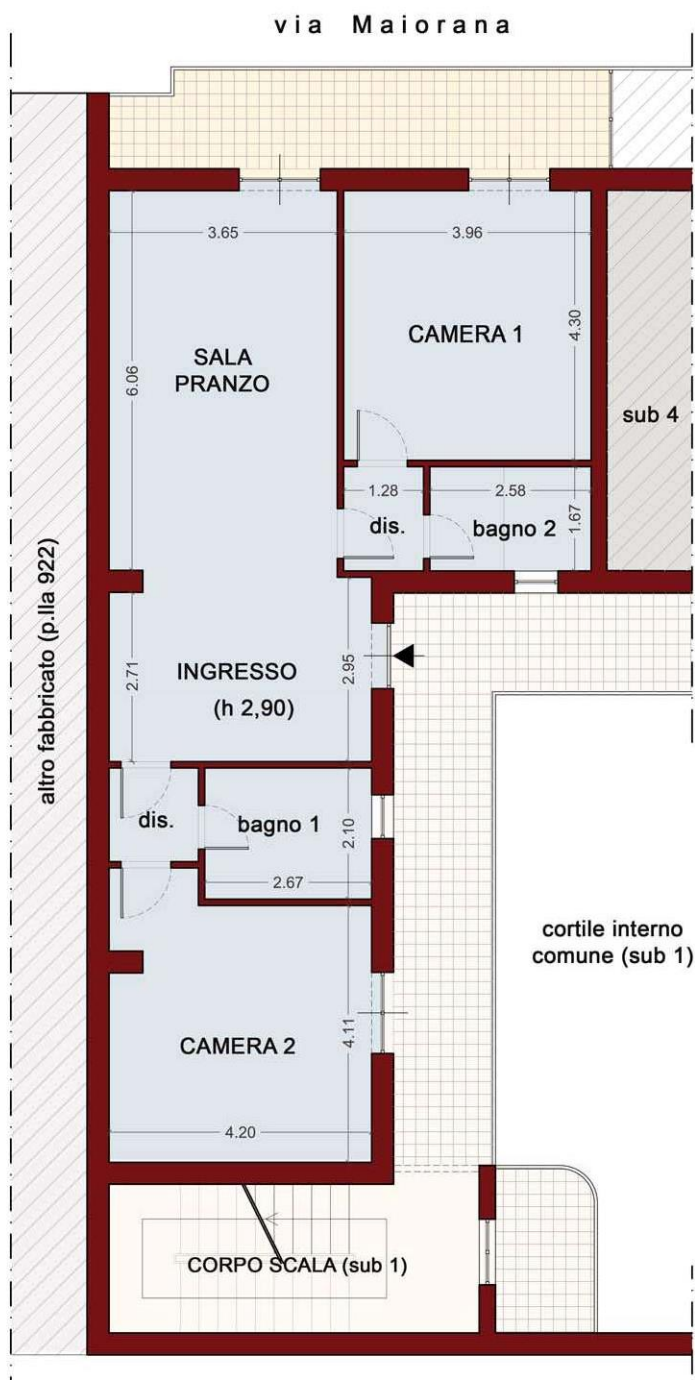 via Maiorana
3.65
3.96
SALA
PRANZO
CAMERA 1
6.06
4.30
sub 4
1.28
2.58
dis.
bagno 2
1.67
altro fabbricato (p.lla 922)
2.71
INGRESSO
(h 2,90)
2.95
dis.
bagno 1
2.10
2.67
cortile interno
comune (sub 1)
CAMERA 2
4.11
4.20
CORPO SCALA (sub 1)